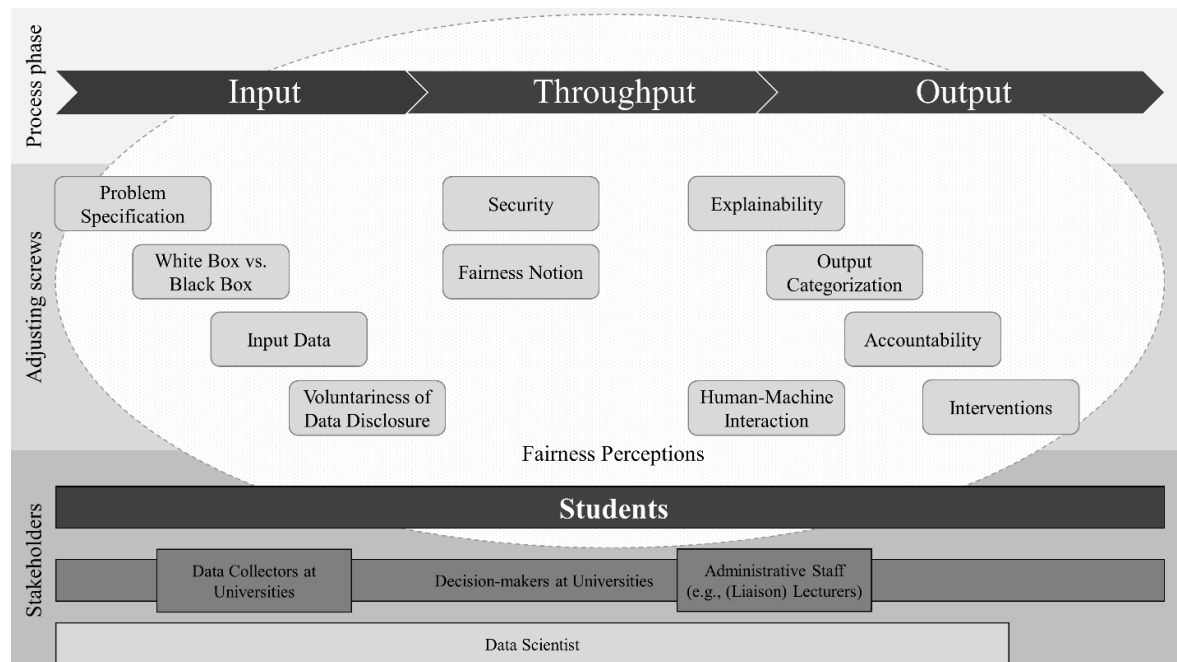 Process phase
Input
Throughput
Output
Adjusting screws
Problem
Specification
Security
Explainability
White Box vs.
Black Box
Fairness Notion
Output
Categorization
Input Data
Accountability
Voluntariness of
Data Disclosure
Human-Machine
Interaction
Interventions
Fairness Perceptions
Stakeholders
Students
Data Collectors at
Universities
Decision-makers at Universities
Administrative Staff
(e.g., (Liaison) Lecturers)
Data Scientist